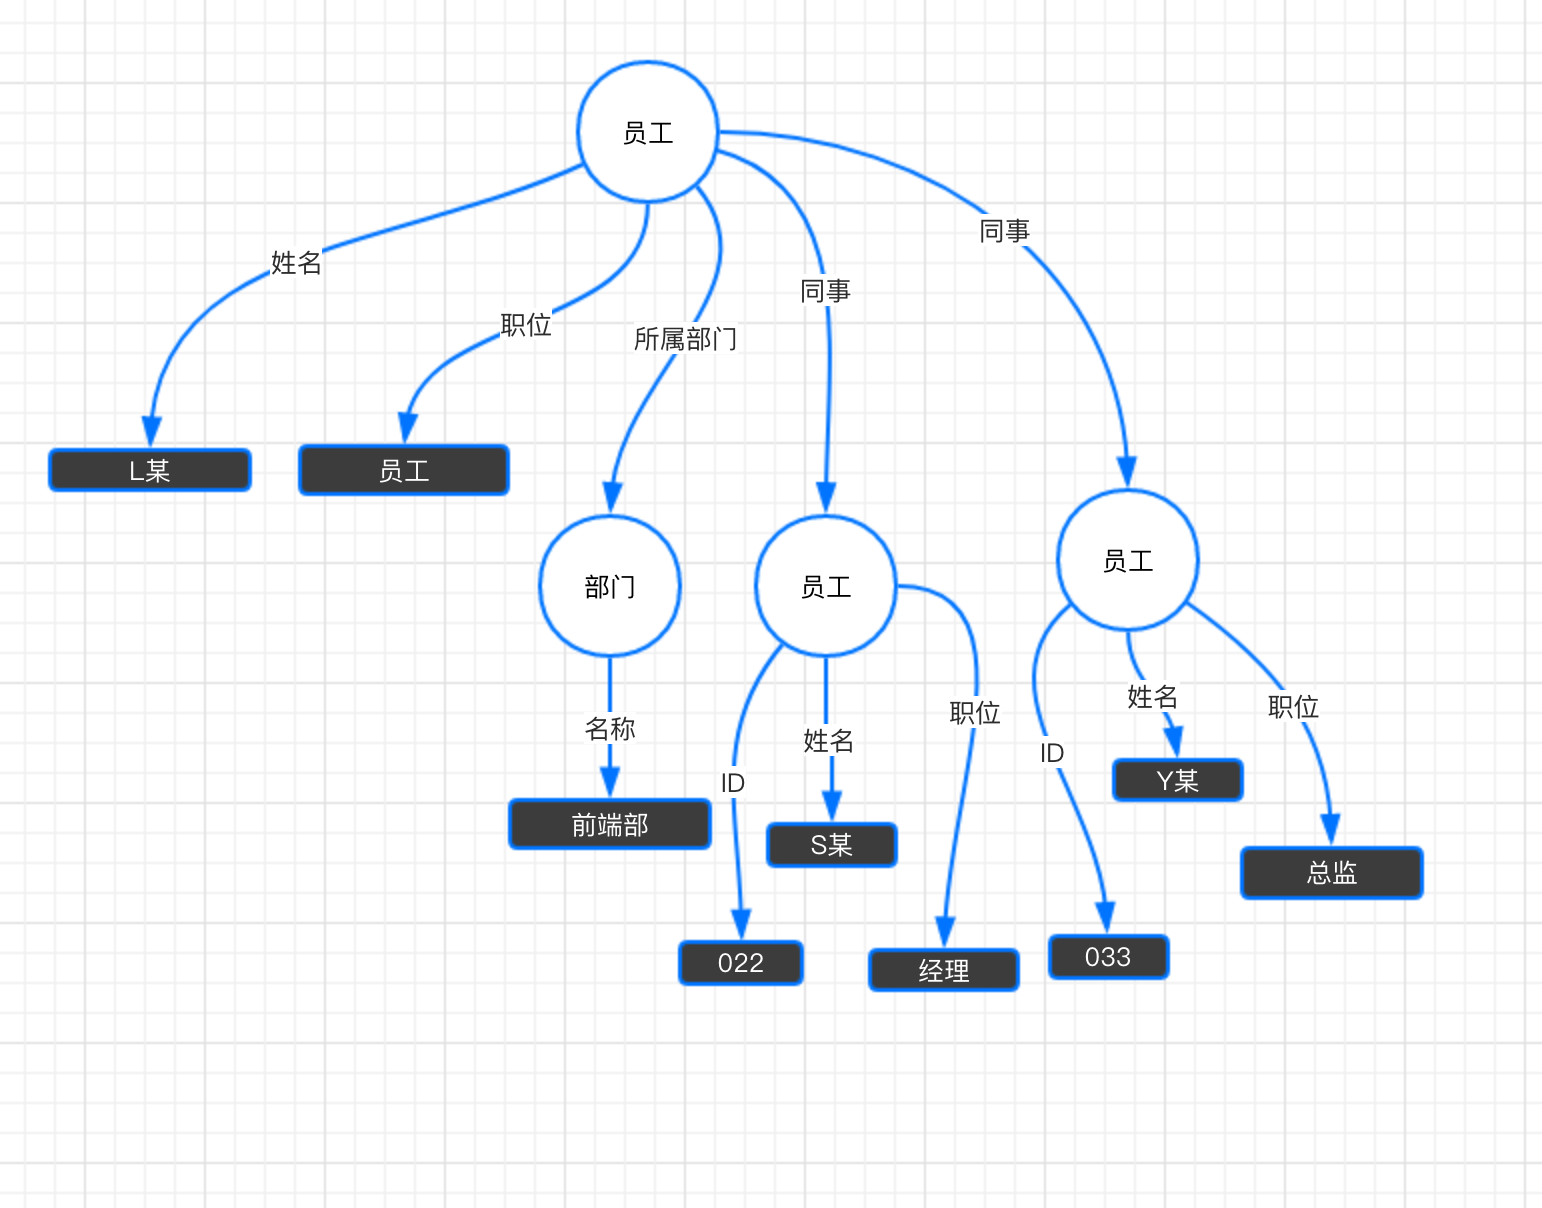 员工
同事
姓名
同事
职位
所属部门
L某
员工
员工
部门
员工
姓名
职位
职位
名称
姓名
ID
ID
Y某
前端部
S某
总监
033
022
经理